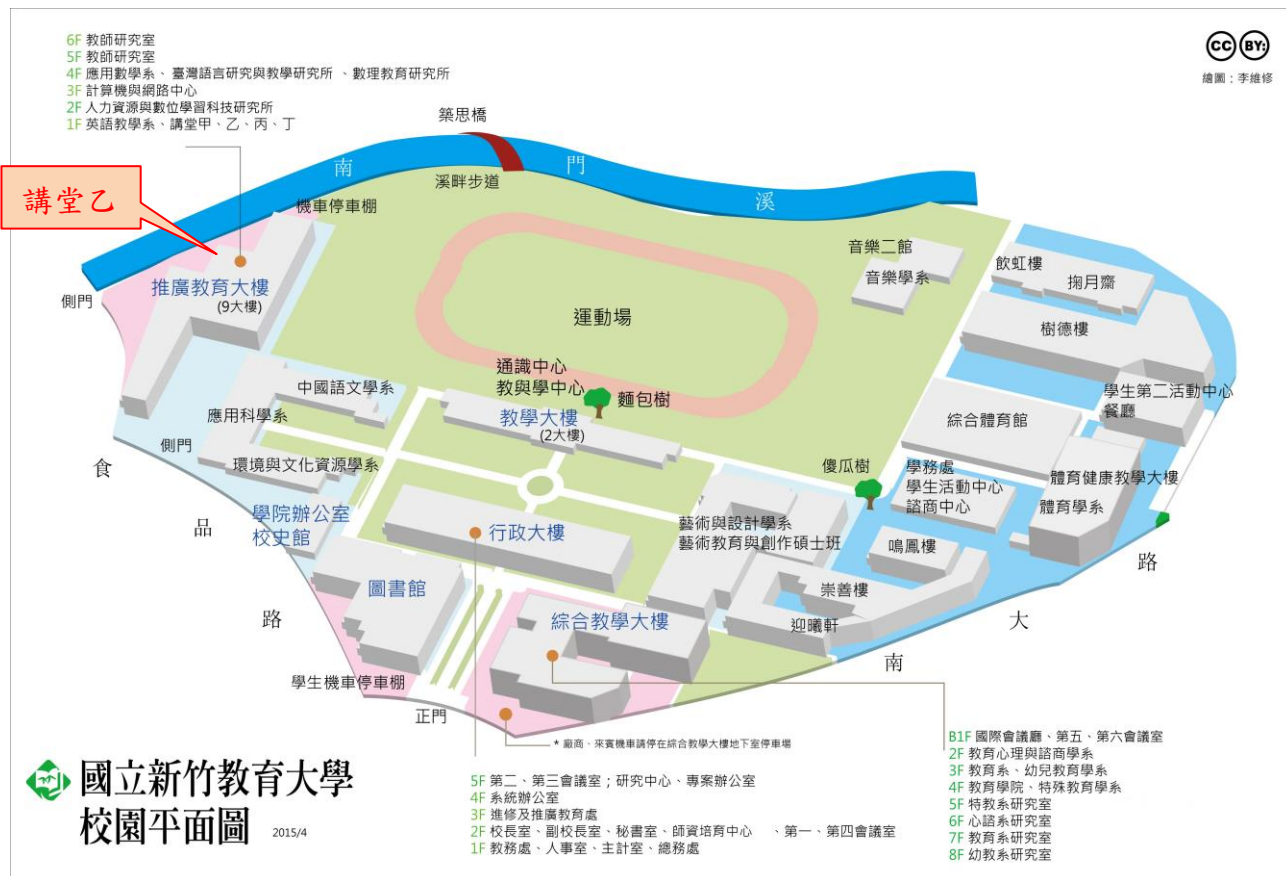 6F 教師研究室
5F 教師研究室
4F 應用數學系、臺灣語言研究與教學研究所 、數理教育研究所
3F 計算機與網路中心
2F 人力資源與數位學習科技研究所
1F 英語教學系、講堂甲、乙、丙、丁
CC BY:
繪圖：李維修
築思橋
南
門
溪
溪畔步道
講堂乙
機車停車棚
側門
推廣教育大樓
(9大樓)
音樂二館
音樂學系
飲虹樓
掬月齋
樹德樓
運動場
通識中心
教與學中心
麵包樹
教學大樓
(2大樓)
中國語文學系
應用科學系
側門
環境與文化資源學系
學生第二活動中心
餐廳
綜合體育館
傻瓜樹
學務處
學生活動中心
諮商中心
體育健康教學大樓
體育學系
食
品
路
學院辦公室
校史館
行政大樓
藝術與設計學系
藝術教育與創作碩士班
鳴鳳樓
崇善樓
迎曦軒
圖書館
綜合教學大樓
南
大
路
學生機車停車棚
正門
* 廠商、來賓機車請停在綜合教學大樓地下室停車場
國立新竹教育大學
校園平面圖 2015/4
5F 第二、第三會議室；研究中心、專案辦公室
4F 系統辦公室
3F 進修及推廣教育處
2F 校長室、副校長室、秘書室、師資培育中心 、第一、第四會議室
1F 教務處、人事室、主計室、總務處
B1F 國際會議廳、第五、第六會議室
2F 教育心理與諮商學系
3F 教育系、幼兒教育學系
4F 教育學院、特殊教育學系
5F 特教系研究室
6F 心諮系研究室
7F 教育系研究室
8F 幼教系研究室